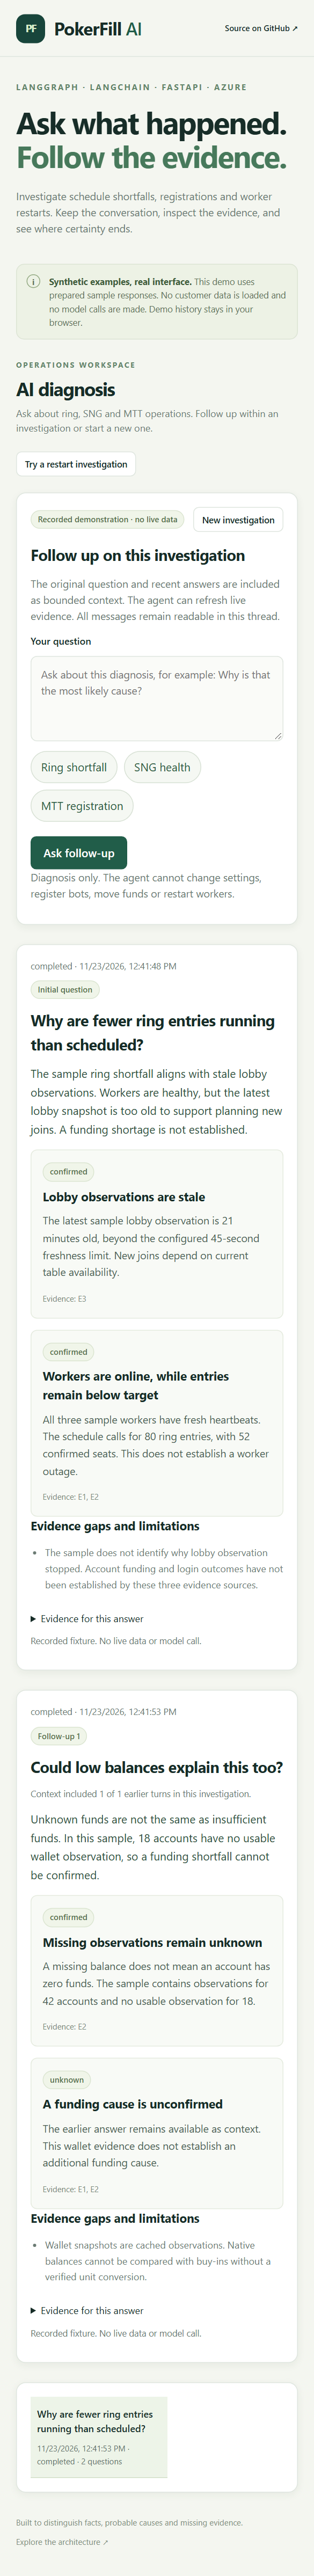 PF PokerFill AI Source on GitHub ↗
LANGGRAPH · LANGCHAIN · FASTAPI · AZURE
Ask what happened.
Follow the evidence.
Investigate schedule shortfalls, registrations and worker
restarts. Keep the conversation, inspect the evidence, and
see where certainty ends.
i Synthetic examples, real interface. This demo uses
prepared sample responses. No customer data is loaded and
no model calls are made. Demo history stays in your
browser.
OPERATIONS WORKSPACE
AI diagnosis
Ask about ring, SNG and MTT operations. Follow up within an
investigation or start a new one.
Try a restart investigation
Recorded demonstration · no live data New investigation
Follow up on this investigation
The original question and recent answers are included
as bounded context. The agent can refresh live
evidence. All messages remain readable in this thread.
Your question
Ask about this diagnosis, for example: Why is that
the most likely cause?
Ring shortfall SNG health
MTT registration
Ask follow-up
Diagnosis only. The agent cannot change settings,
register bots, move funds or restart workers.
completed · 11/23/2026, 12:41:48 PM
Initial question
Why are fewer ring entries running
than scheduled?
The sample ring shortfall aligns with stale lobby
observations. Workers are healthy, but the latest
lobby snapshot is too old to support planning new
joins. A funding shortage is not established.
confirmed
Lobby observations are stale
The latest sample lobby observation is 21
minutes old, beyond the configured 45-second
freshness limit. New joins depend on current
table availability.
Evidence: E3
confirmed
Workers are online, while entries
remain below target
All three sample workers have fresh heartbeats.
The schedule calls for 80 ring entries, with 52
confirmed seats. This does not establish a worker
outage.
Evidence: E1, E2
Evidence gaps and limitations
• The sample does not identify why lobby observation
stopped. Account funding and login outcomes have not
been established by these three evidence sources.
▶ Evidence for this answer
Recorded fixture. No live data or model call.
completed · 11/23/2026, 12:41:53 PM
Follow-up 1
Could low balances explain this too?
Context included 1 of 1 earlier turns in this investigation.
Unknown funds are not the same as insufficient
funds. In this sample, 18 accounts have no usable
wallet observation, so a funding shortfall cannot
be confirmed.
confirmed
Missing observations remain unknown
A missing balance does not mean an account has
zero funds. The sample contains observations for
42 accounts and no usable observation for 18.
Evidence: E2
unknown
A funding cause is unconfirmed
The earlier answer remains available as context.
This wallet evidence does not establish an
additional funding cause.
Evidence: E1, E2
Evidence gaps and limitations
• Wallet snapshots are cached observations. Native
balances cannot be compared with buy-ins without a
verified unit conversion.
▶ Evidence for this answer
Recorded fixture. No live data or model call.
Why are fewer ring entries
running than scheduled?
11/23/2026, 12:41:53 PM ·
completed · 2 questions
Built to distinguish facts, probable causes and missing evidence.
Explore the architecture ↗